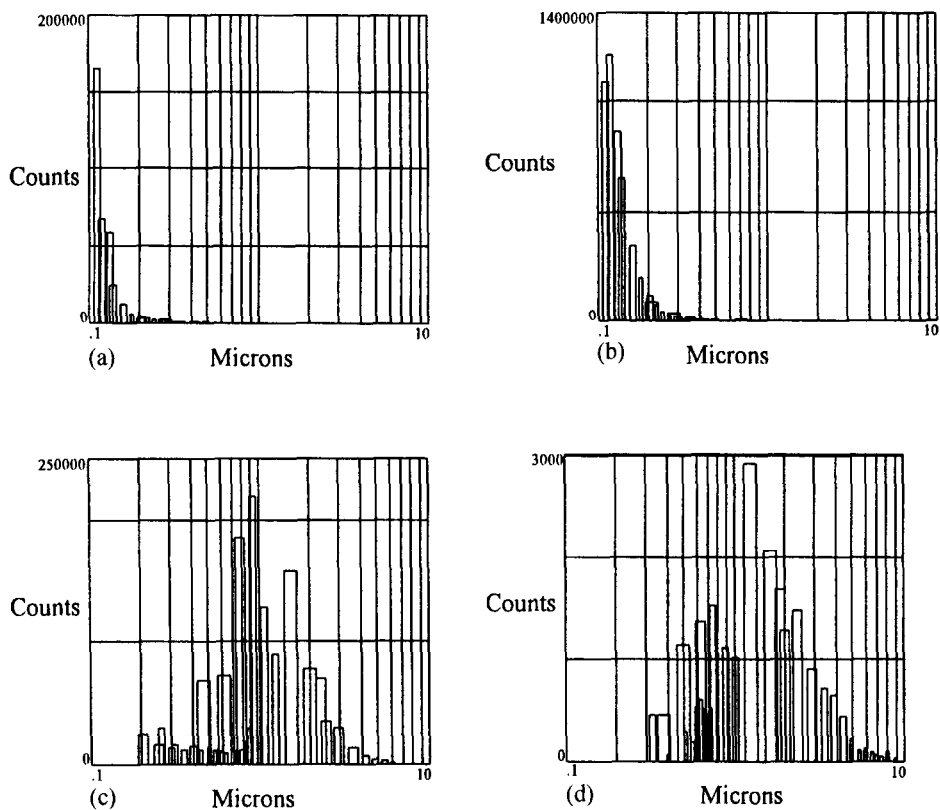 200000
Counts
0
.1 10
(a) Microns
1400000
Counts
0
.1 10
(b) Microns
250000
Counts
0
.1 10
(c) Microns
3000
Counts
0
.1 10
(d) Microns